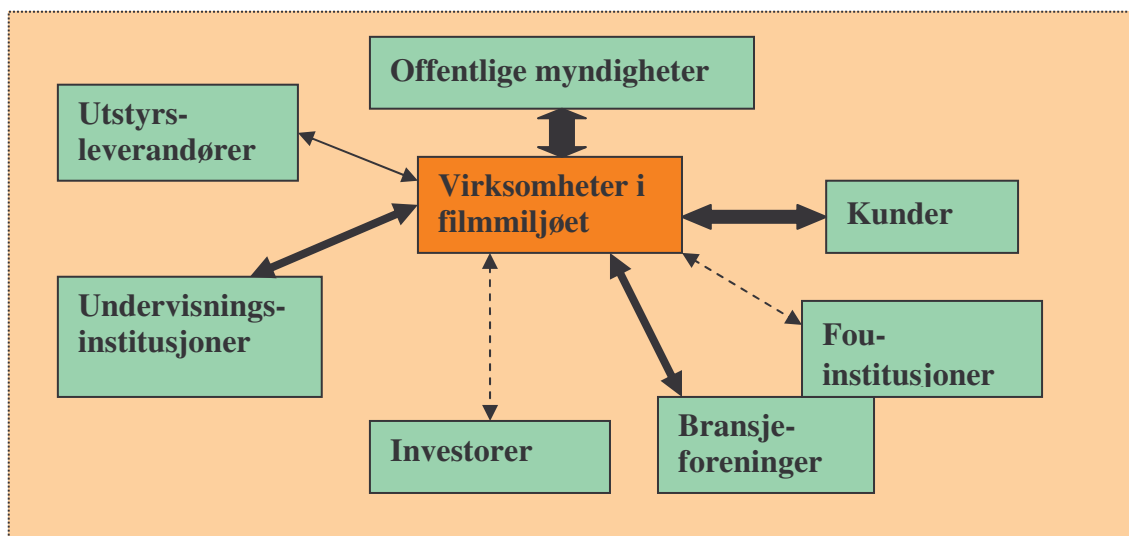 Offentlige myndigheter
Utstyrs-
leverandører
Virksomheter i
filmmiljøet
Kunder
Undervisnings-
institusjoner
Fou-
institusjoner
Investorer
Bransje-
foreninger